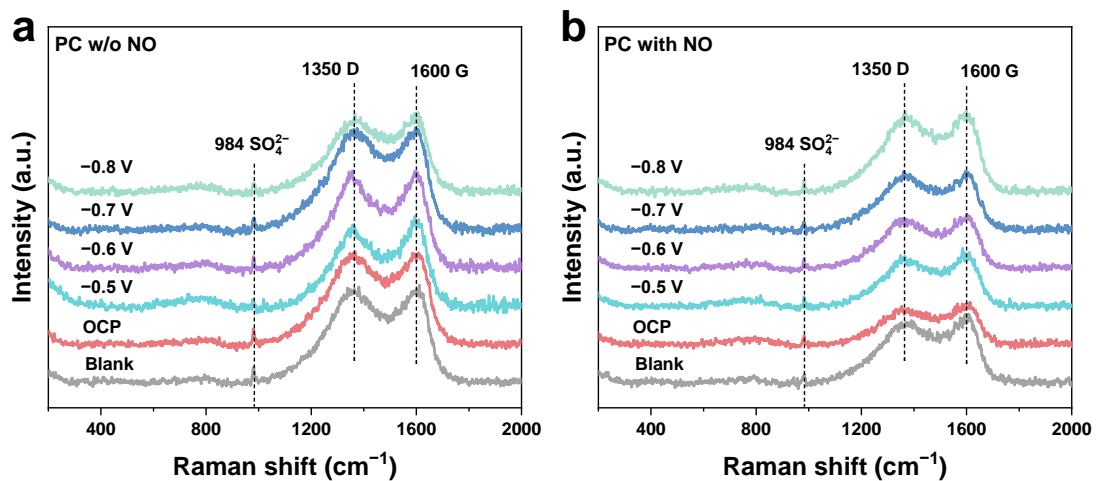 a
PC w/o NO
1350 D
1600 G
984 SO₄²⁻
−0.8 V
−0.7 V
−0.6 V
−0.5 V
OCP
Blank
Intensity (a.u.)
400 800 1200 1600 2000
Raman shift (cm⁻¹)
b
PC with NO
1350 D
1600 G
984 SO₄²⁻
−0.8 V
−0.7 V
−0.6 V
−0.5 V
OCP
Blank
Intensity (a.u.)
400 800 1200 1600 2000
Raman shift (cm⁻¹)